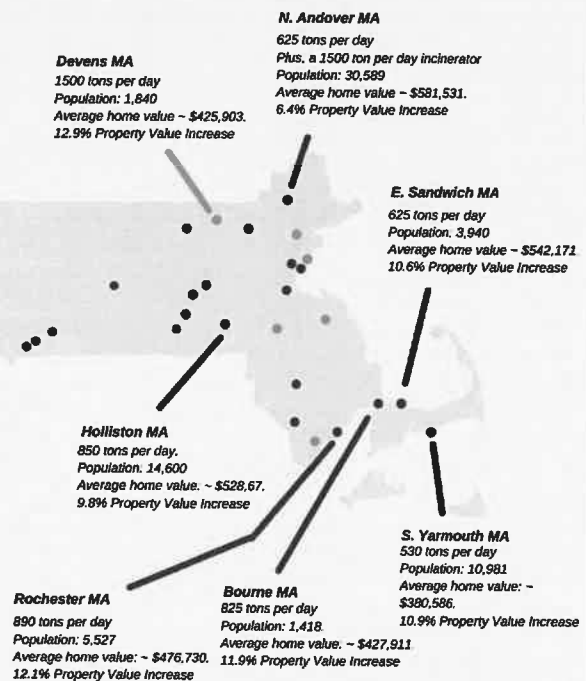 N. Andover MA
625 tons per day
Plus, a 1500 ton per day incinerator
Population: 30,589
Average home value ~ $581,531.
6.4% Property Value Increase
Devens MA
1500 tons per day
Population: 1,840
Average home value ~ $425,903.
12.9% Property Value Increase
E. Sandwich MA
625 tons per day
Population. 3,940
Average home value ~ $542,171
10.6% Property Value Increase
Holliston MA
850 tons per day.
Population: 14,600
Average home value. ~ $528,67.
9.8% Property Value Increase
S. Yarmouth MA
530 tons per day
Population: 10,981
Average home value: ~
$380,586.
10.9% Property Value Increase
Rochester MA
890 tons per day
Population: 5,527
Average home value: ~ $476,730.
12.1% Property Value Increase
Bourne MA
825 tons per day
Population: 1,418.
Average home value. ~ $427,911
11.9% Property Value Increase